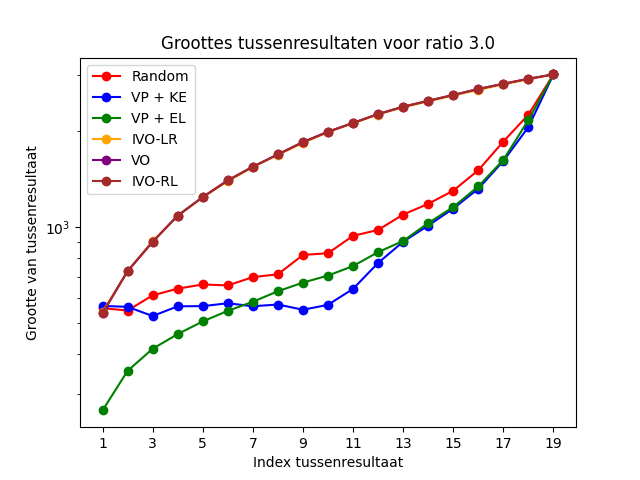 Groottes tussenresultaten voor ratio 3.0
Random
VP + KE
VP + EL
IVO-LR
VO
IVO-RL
Grootte van tussenresultaat
10³
1 3 5 7 9 11 13 15 17 19
Index tussenresultaat